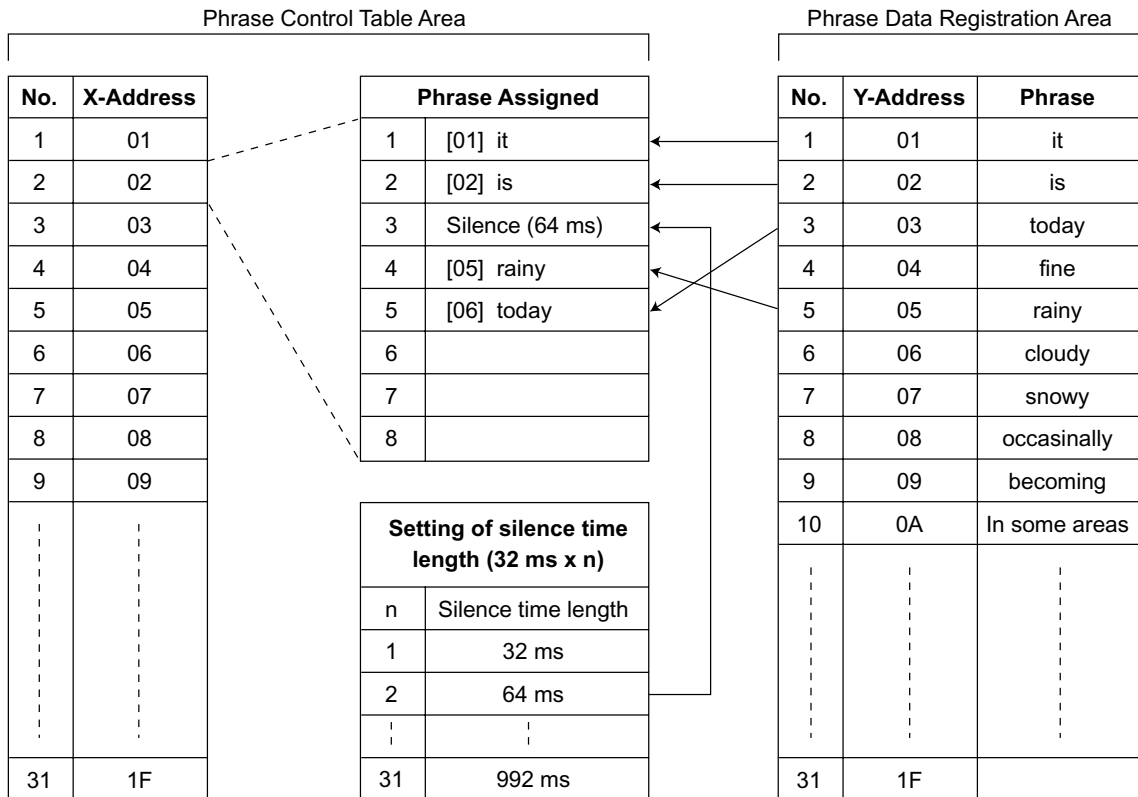 Phrase Control Table Area
Phrase Data Registration Area
No. X-Address
1 01
2 02
3 03
4 04
5 05
6 06
7 07
8 08
9 09
31 1F
Phrase Assigned
1 [01] it
2 [02] is
3 Silence (64 ms)
4 [05] rainy
5 [06] today
6
7
8
Setting of silence time
length (32 ms x n)
n Silence time length
1 32 ms
2 64 ms
31 992 ms
No. Y-Address Phrase
1 01 it
2 02 is
3 03 today
4 04 fine
5 05 rainy
6 06 cloudy
7 07 snowy
8 08 occasinally
9 09 becoming
10 0A In some areas
31 1F